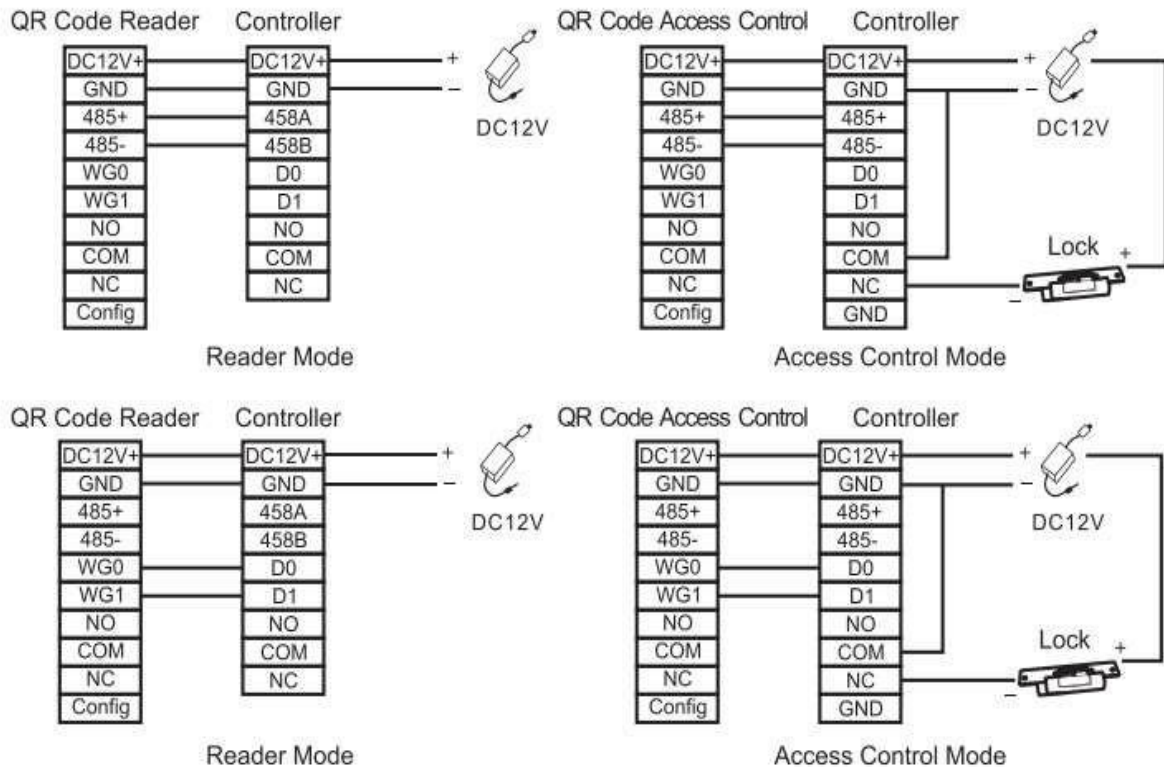 QR Code Reader Controller
DC12V+ DC12V+ +
GND GND –
485+ 458A DC12V
485- 458B
WG0 D0
WG1 D1
NO NO
COM COM
NC NC
Config
Reader Mode
QR Code Access Control Controller
DC12V+ DC12V+ +
GND GND –
485+ 485+ DC12V
485- 485-
WG0 D0
WG1 D1
NO NO
COM COM Lock +
NC NC –
Config GND
Access Control Mode
QR Code Reader Controller
DC12V+ DC12V+ +
GND GND –
485+ 458A DC12V
485- 458B
WG0 D0
WG1 D1
NO NO
COM COM
NC NC
Config
Reader Mode
QR Code Access Control Controller
DC12V+ DC12V+ +
GND GND –
485+ 485+ DC12V
485- 485-
WG0 D0
WG1 D1
NO NO
COM COM Lock +
NC NC –
Config GND
Access Control Mode